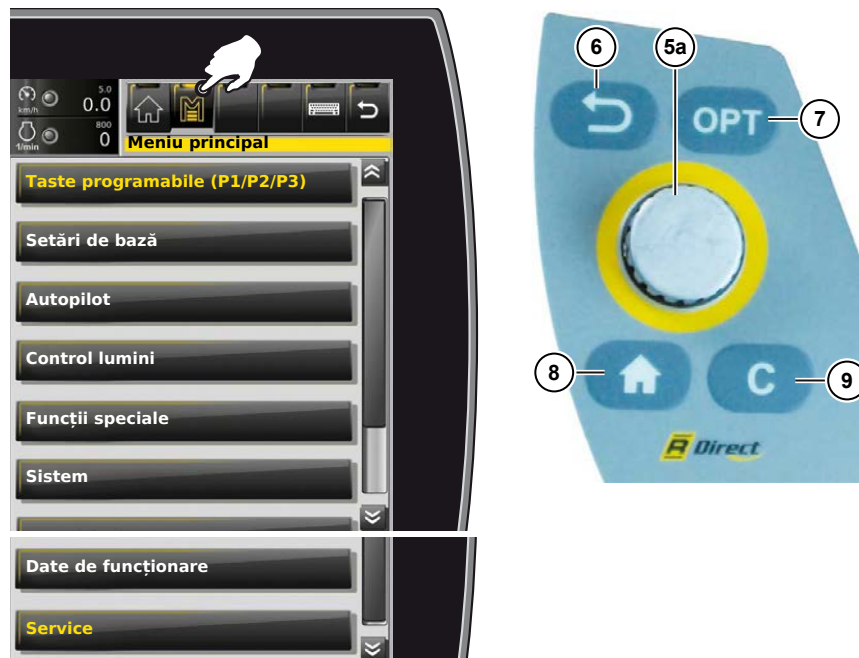 km/h
5.0
0.0
1/min
800
0
Meniu principal
Taste programabile (P1/P2/P3)
Setări de bază
Autopilot
Control lumini
Funcții speciale
Sistem
Date de funcționare
Service
6
5a
OPT
7
8
C
9
R Direct